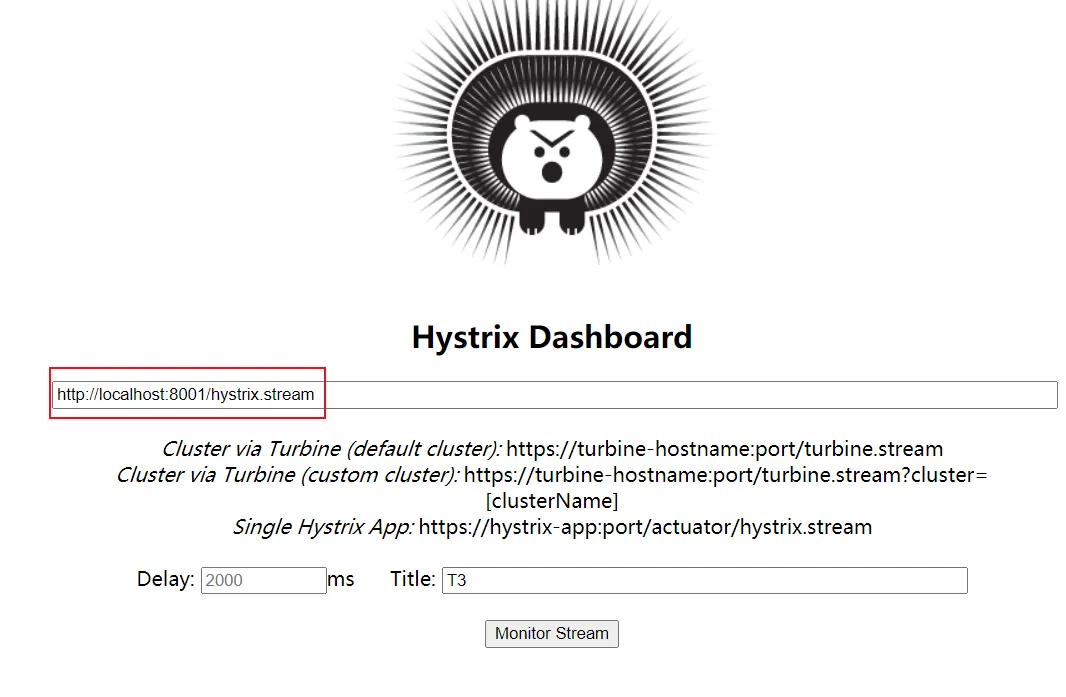 Hystrix Dashboard
http://localhost:8001/hystrix.stream
Cluster via Turbine (default cluster): https://turbine-hostname:port/turbine.stream
Cluster via Turbine (custom cluster): https://turbine-hostname:port/turbine.stream?cluster=
[clusterName]
Single Hystrix App: https://hystrix-app:port/actuator/hystrix.stream
Delay: 2000 ms Title: T3
Monitor Stream